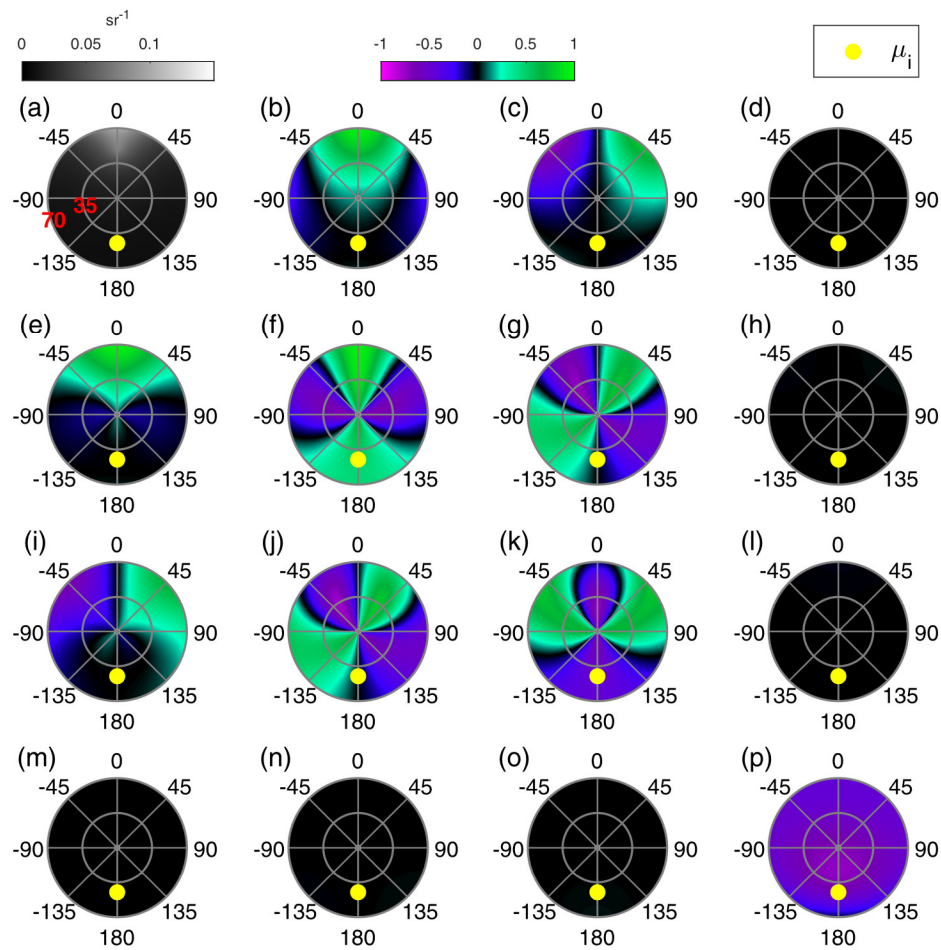 sr-1
0 0.05 0.1
-1 -0.5 0 0.5 1
μi
(a) 0 (b) 0 (c) 0 (d) 0
-45 45 -45 45 -45 45 -45 45
-90 35 90 -90 90 -90 90 -90 90
70
-135 135 -135 135 -135 135 -135 135
180 180 180 180
(e) 0 (f) 0 (g) 0 (h) 0
-45 45 -45 45 -45 45 -45 45
-90 90 -90 90 -90 90 -90 90
-135 135 -135 135 -135 135 -135 135
180 180 180 180
(i) 0 (j) 0 (k) 0 (l) 0
-45 45 -45 45 -45 45 -45 45
-90 90 -90 90 -90 90 -90 90
-135 135 -135 135 -135 135 -135 135
180 180 180 180
(m) 0 (n) 0 (o) 0 (p) 0
-45 45 -45 45 -45 45 -45 45
-90 90 -90 90 -90 90 -90 90
-135 135 -135 135 -135 135 -135 135
180 180 180 180